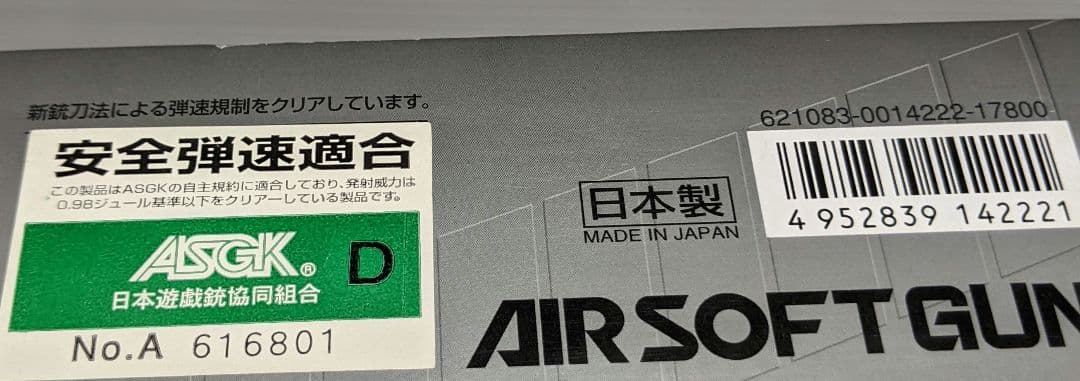 新銃刀法による弾速規制をクリアしています。
安全弾速適合
この製品はASGKの自主規約に適合しており、発射威力は
0.98ジュール基準以下をクリアーしている製品です。
ASGK® D
日本遊戯銃協同組合
No.A 616801
621083-0014222-17800
4 952839 142221
日本製
MADE IN JAPAN
AIRSOFT GUN